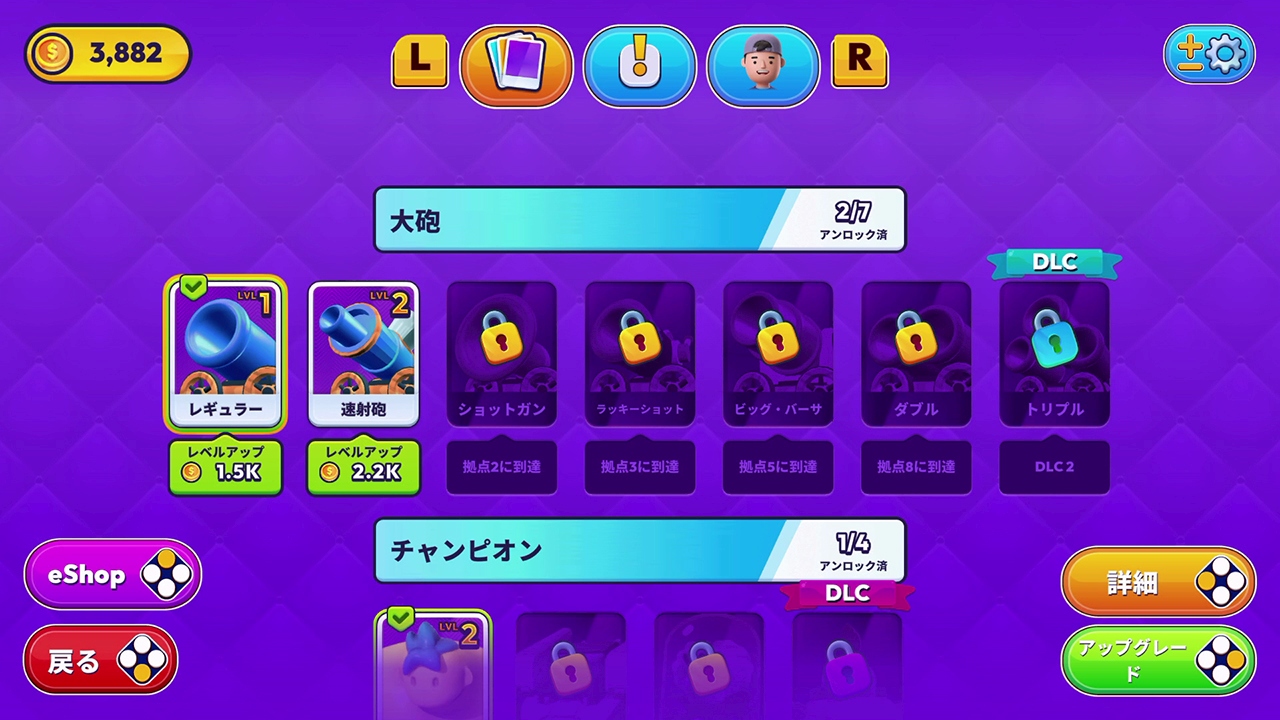 3,882
L
R
大砲
2/7
アンロック済
DLC
LVL 1
LVL 2
レギュラー
速射砲
ショットガン
ラッキーショット
ビッグ・バーサ
ダブル
トリプル
レベルアップ
1.5K
レベルアップ
2.2K
拠点2に到達
拠点3に到達
拠点5に到達
拠点8に到達
DLC 2
チャンピオン
1/4
アンロック済
DLC
LVL 2
eShop
詳細
戻る
アップグレー
ド